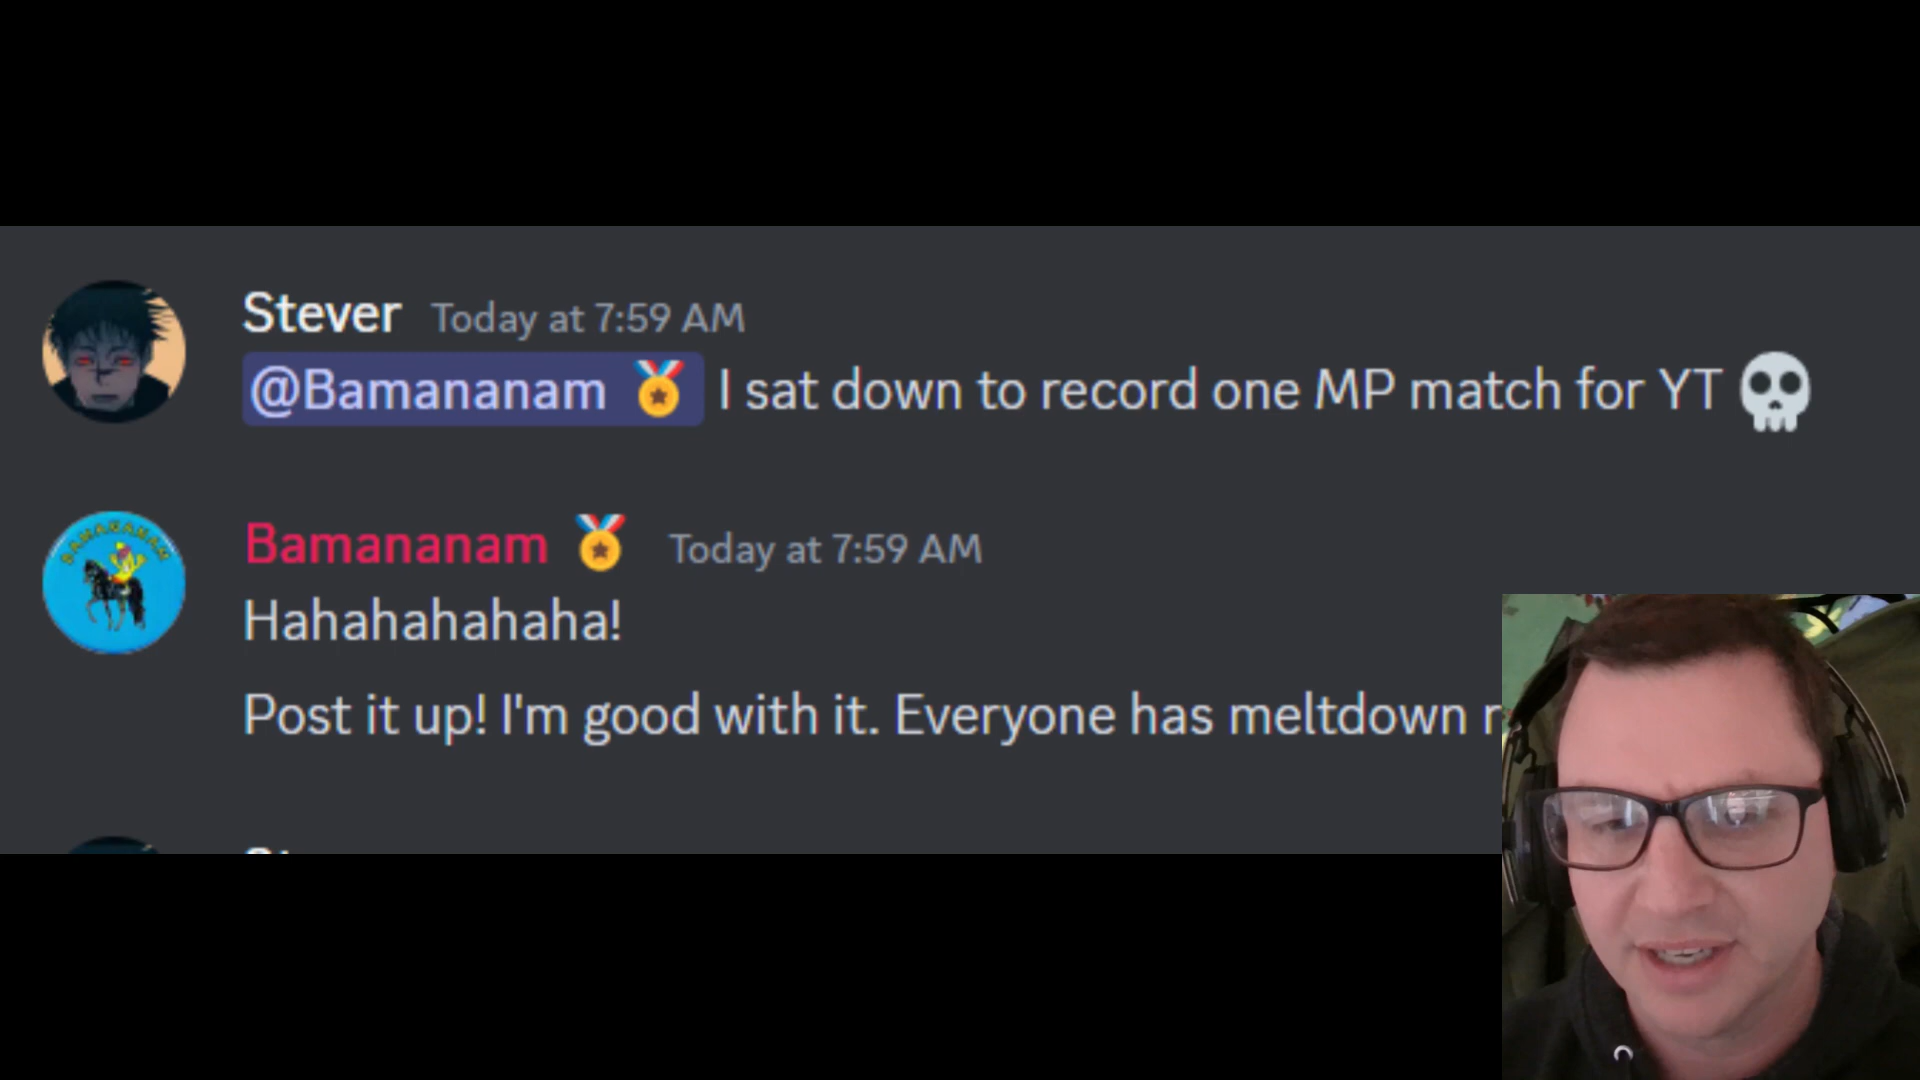 Stever Today at 7:59 AM
@Bamananam 🏅 I sat down to record one MP match for YT 💀
BAMANANAM
Bamananam 🏅 Today at 7:59 AM
Hahahahahaha!
Post it up! I'm good with it. Everyone has meltdown